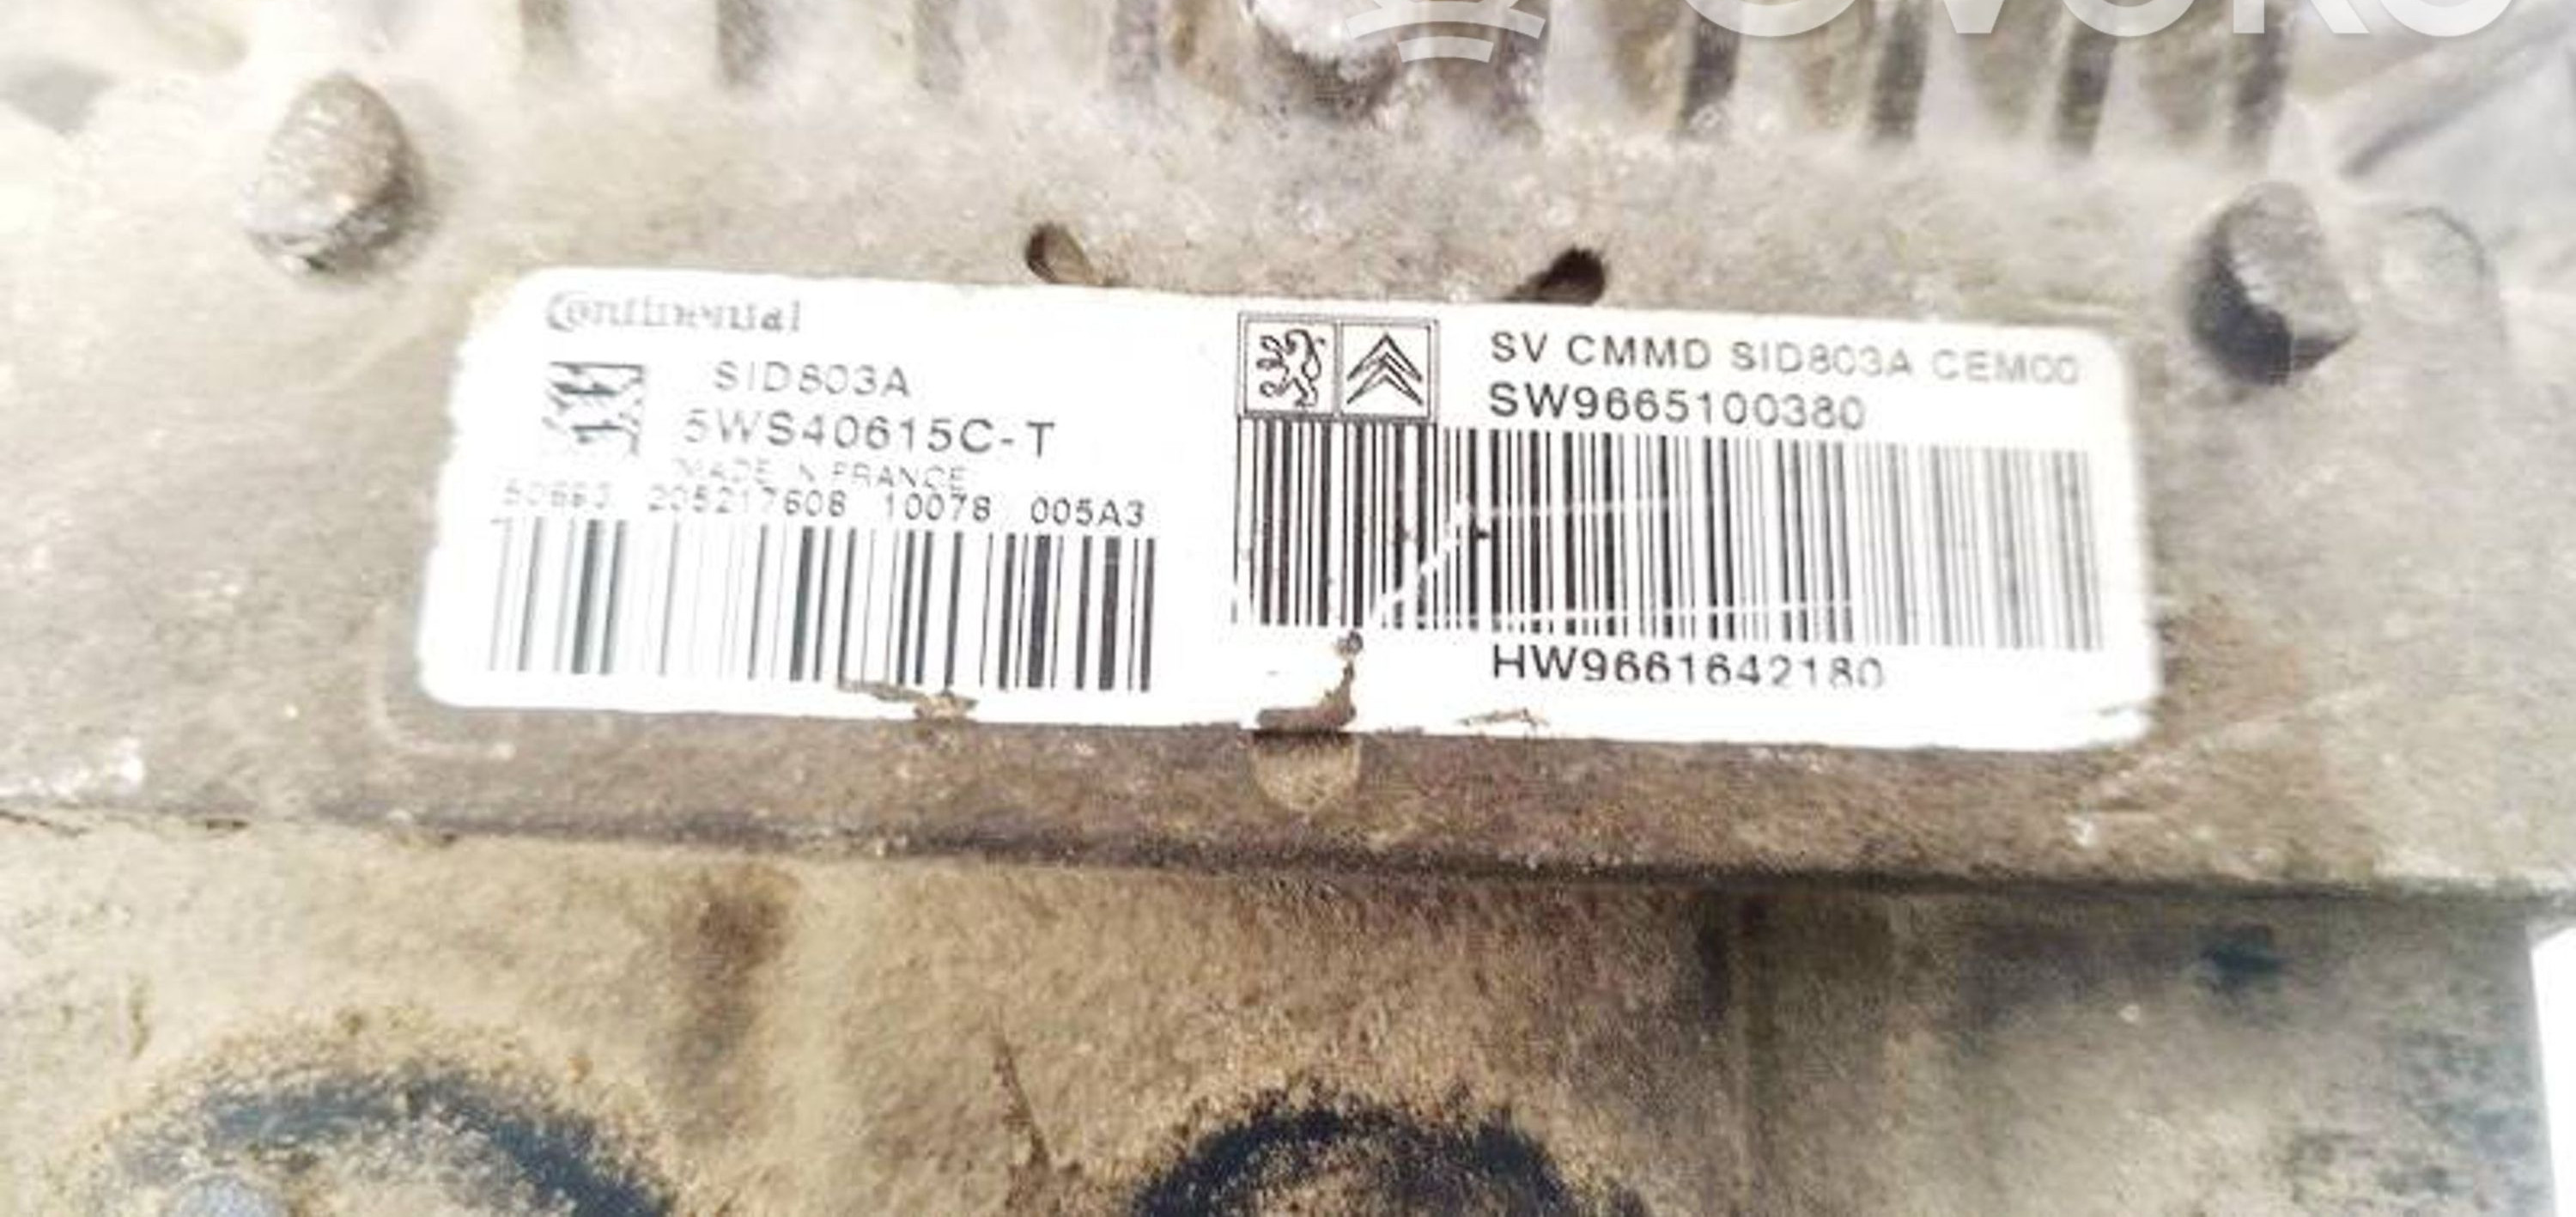 Continental
SID803A
5WS40615C-T
MADE IN FRANCE
205217608 10078 005A3
SV CMMD SID803A CEM00
SW9665100380
HW9661642180